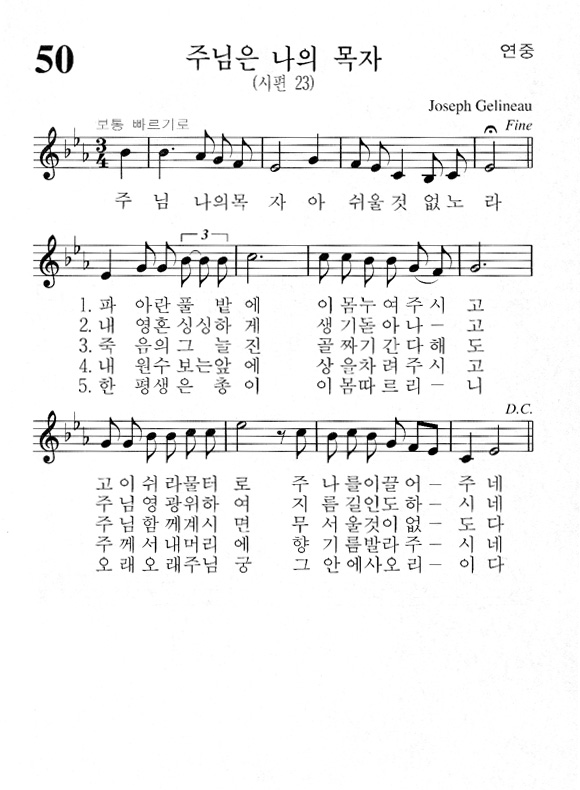 50 주님은 나의 목자 연중
(시편 23)
Joseph Gelineau
보통 빠르기로 Fine
3
4
주 님 나의목 자 아 쉬울것 없노 라
3
1. 파 아란풀 밭에 이몸누여주시 고
2. 내 영혼싱싱하게 생기돋아나– 고
3. 죽 음의그늘진 골짜기간다해 도
4. 내 원수보는앞에 상을차려주시 고
5. 한 평생은총이 이몸따르리– 니
D.C.
고이쉬라물터 로 주 나를이끌어– 주네
주님영광위하 여 지 름길인도하– 시네
주님함께계시 면 무 서울것이없– 도다
주께서내머리 에 향 기름발라주– 시네
오래오래주님 궁 그 안에사오리– 이다